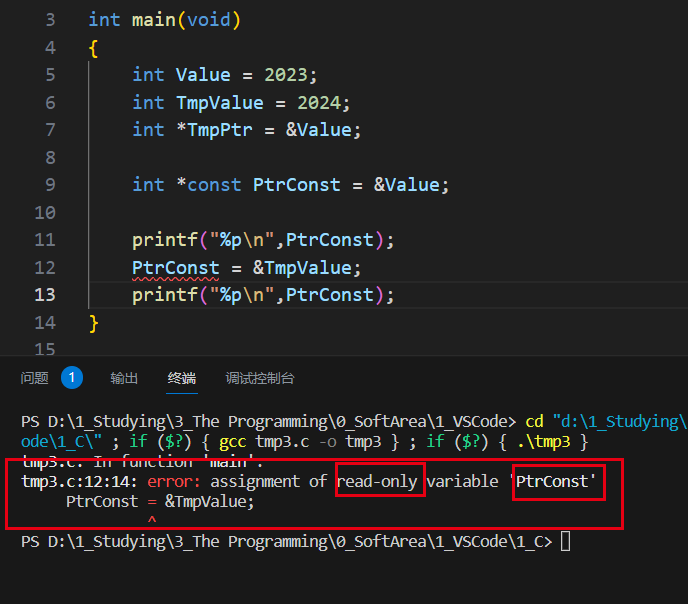 3 int main(void)
4 {
5 int Value = 2023;
6 int TmpValue = 2024;
7 int *TmpPtr = &Value;
8
9 int *const PtrConst = &Value;
10
11 printf("%p\n",PtrConst);
12 PtrConst = &TmpValue;
13 printf("%p\n",PtrConst);
14 }
15
问题 1 输出 终端 调试控制台
PS D:\1_Studying\3_The Programming\0_SoftArea\1_VSCode> cd "d:\1_Studying\
ode\1_C\" ; if ($?) { gcc tmp3.c -o tmp3 } ; if ($?) { .\tmp3 }
tmp3.c: In function 'main':
tmp3.c:12:14: error: assignment of read-only variable 'PtrConst'
PtrConst = &TmpValue;
^
PS D:\1_Studying\3_The Programming\0_SoftArea\1_VSCode\1_C>